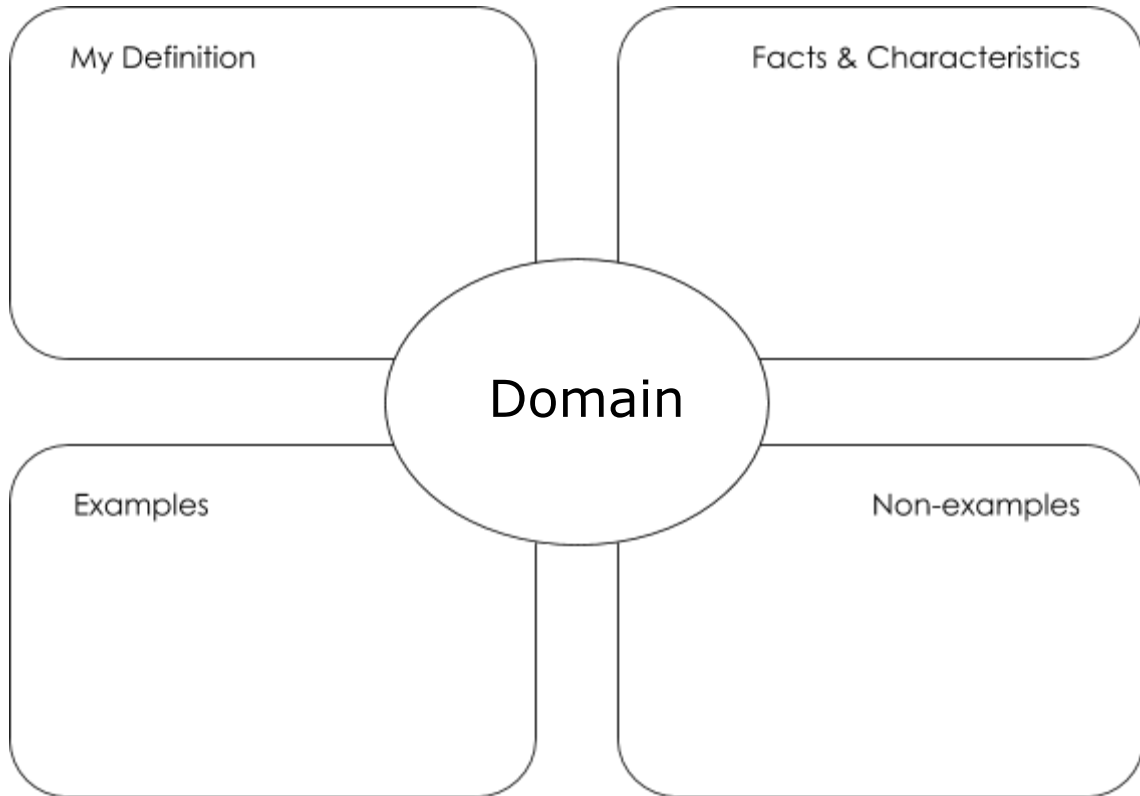 My Definition
Facts & Characteristics
Domain
Examples
Non-examples